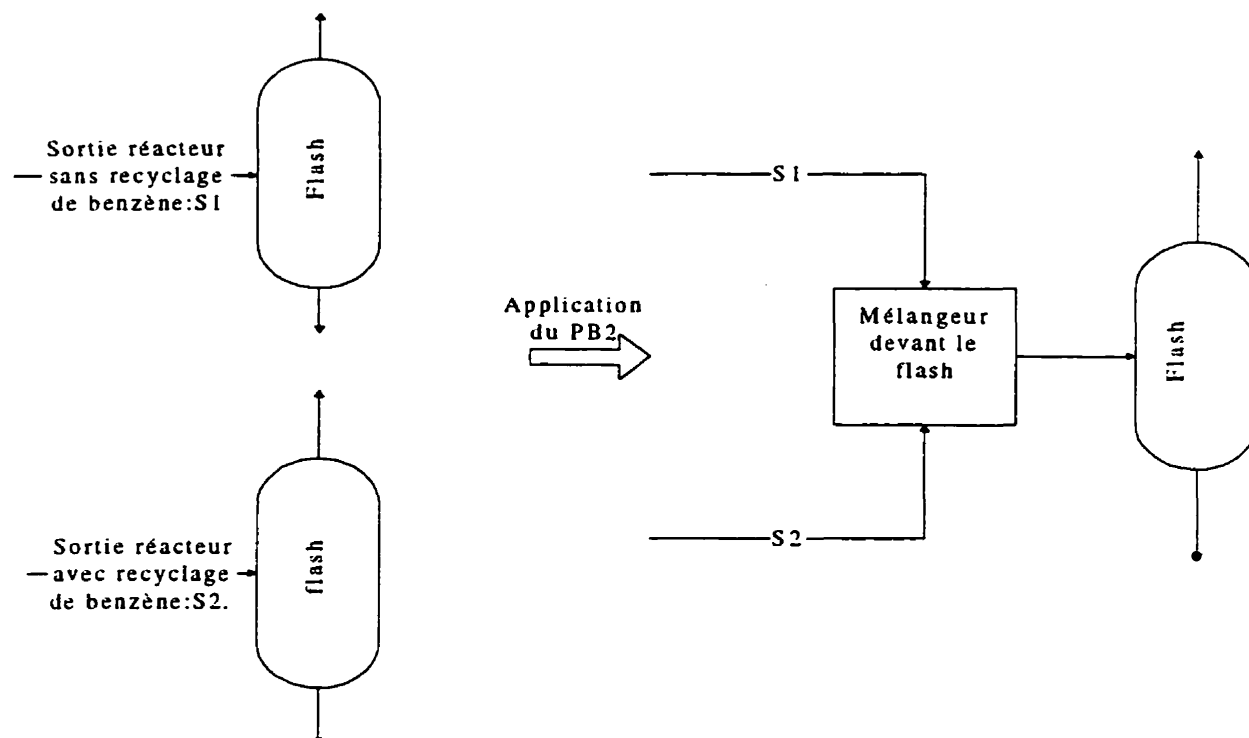 Sortie réacteur
sans recyclage
de benzène:S1
Flash
Sortie réacteur
avec recyclage
de benzène:S2.
flash
Application
du PB2
S1
Mélangeur
devant le
flash
S2
Flash